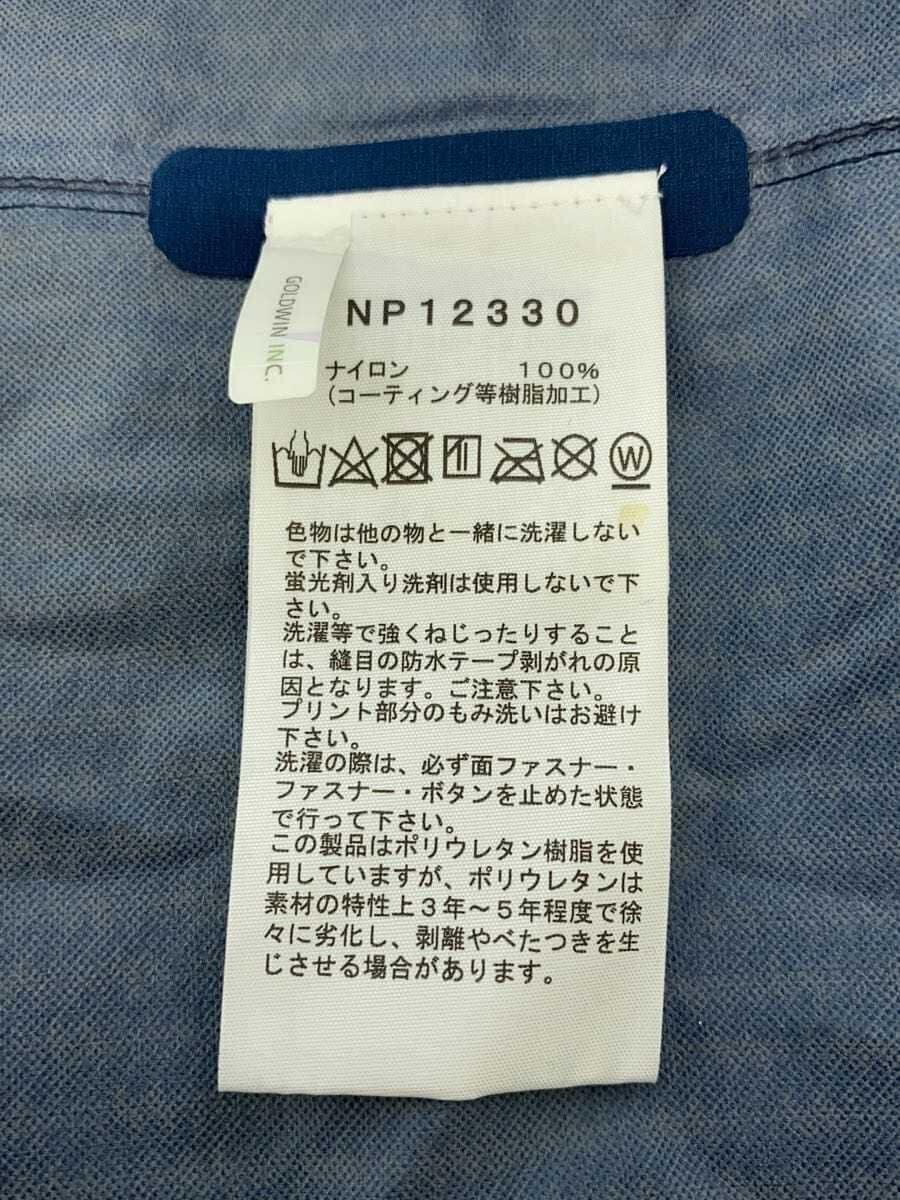 GOLDWIN INC.
NP12330
ナイロン 100%
(コーティング等樹脂加工)
W
色物は他の物と一緒に洗濯しない
で下さい。
蛍光剤入り洗剤は使用しないで下
さい。
洗濯等で強くねじったりすること
は、縫目の防水テープ剥がれの原
因となります。ご注意下さい。
プリント部分のもみ洗いはお避け
下さい。
洗濯の際は、必ず面ファスナー・
ファスナー・ボタンを止めた状態
で行って下さい。
この製品はポリウレタン樹脂を使
用していますが、ポリウレタンは
素材の特性上3年～5年程度で徐
々に劣化し、剥離やべたつきを生
じさせる場合があります。